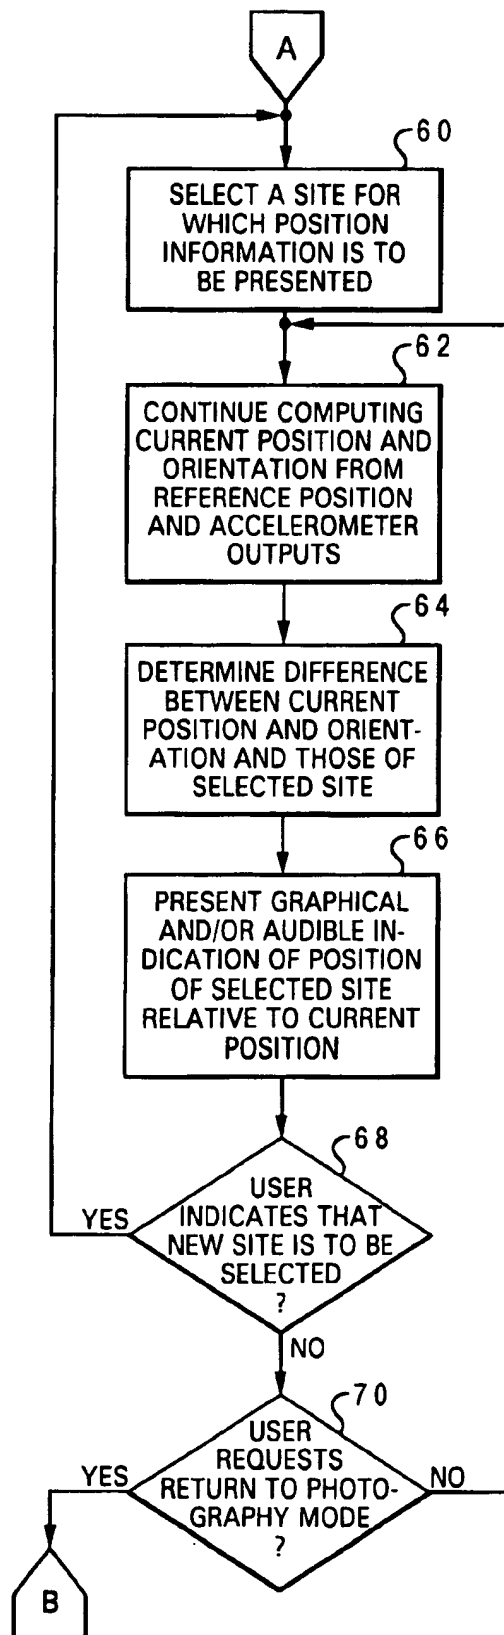 A
60
SELECT A SITE FOR
WHICH POSITION
INFORMATION IS TO
BE PRESENTED
62
CONTINUE COMPUTING
CURRENT POSITION AND
ORIENTATION FROM
REFERENCE POSITION
AND ACCELEROMETER
OUTPUTS
64
DETERMINE DIFFERENCE
BETWEEN CURRENT
POSITION AND ORIENT-
ATION AND THOSE OF
SELECTED SITE
66
PRESENT GRAPHICAL
AND/OR AUDIBLE IN-
DICATION OF POSITION
OF SELECTED SITE
RELATIVE TO CURRENT
POSITION
68
USER
INDICATES THAT
NEW SITE IS TO BE
SELECTED
?
YES
NO
70
USER
REQUESTS
RETURN TO PHOTO-
GRAPHY MODE
?
YES
NO
B